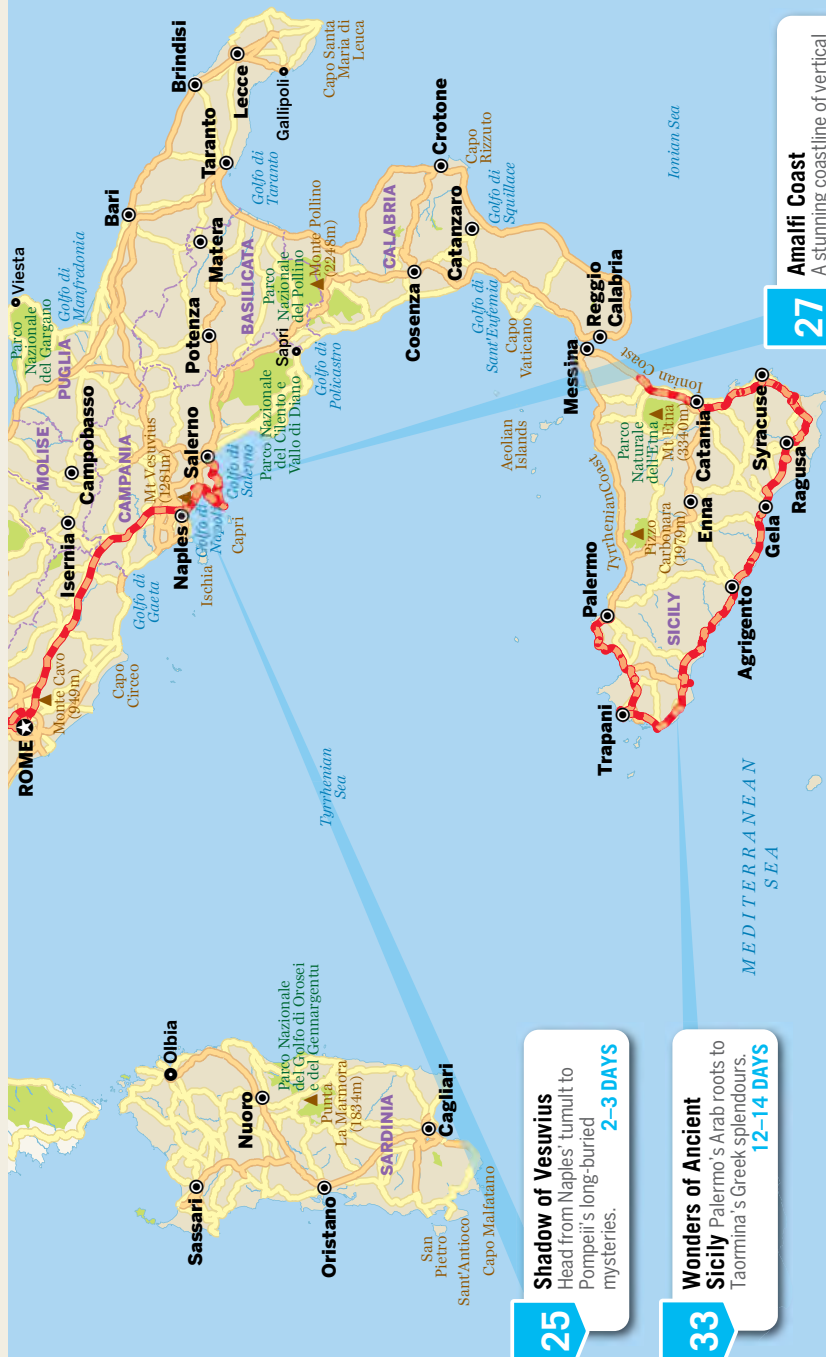 Viesta
Parco
Nazionale
del Gargano
Golfo di
Manfredonia
PUGLIA
MOLISE
Campobasso
Isernia
CAMPANIA
ROME
Monte Cavo
(949m)
Capo
Circeo
Golfo di
Gaeta
Mt Vesuvius
(1281m)
Naples
Golfo di
Napoli
Ischia
Capri
Salerno
Golfo di
Salerno
Bari
Brindisi
Lecce
Taranto
Gallipoli
Capo Santa
Maria di
Leuca
Golfo di
Taranto
Matera
Potenza
BASILICATA
Parco
Nazionale
del Pollino
Monte Pollino
(2248m)
Sapri
Parco Nazionale
del Cilento e
Vallo di Diano
Golfo di
Policastro
CALABRIA
Crotone
Capo
Rizzuto
Cosenza
Catanzaro
Golfo di
Squillace
Golfo di
Sant'Eufemia
Capo
Vaticano
Ionian Sea
Reggio
Calabria
Messina
Aeolian
Islands
Ionian Coast
Tyrrhenian Coast
Parco
Naturale
dell'Etna
Mt Etna
(3340m)
Catania
Pizzo
Carbonara
(1979m)
Enna
Palermo
SICILY
Trapani
Agrigento
Gela
Ragusa
Syracuse
Tyrrhenian
Sea
MEDITERRANEAN
SEA
Olbia
Sassari
Nuoro
Parco Nazionale
del Golfo di Orosei
e del Gennargentu
Punta
La Marmora
(1834m)
Oristano
SARDINIA
Cagliari
San
Pietro
Sant'Antioco
Capo Malfatano
25
Shadow of Vesuvius
Head from Naples' tumult to
Pompeii's long-buried
mysteries.
2–3 DAYS
33
Wonders of Ancient
Sicily Palermo's Arab roots to
Taormina's Greek splendours.
12–14 DAYS
27
Amalfi Coast
A stunning coastline of vertical